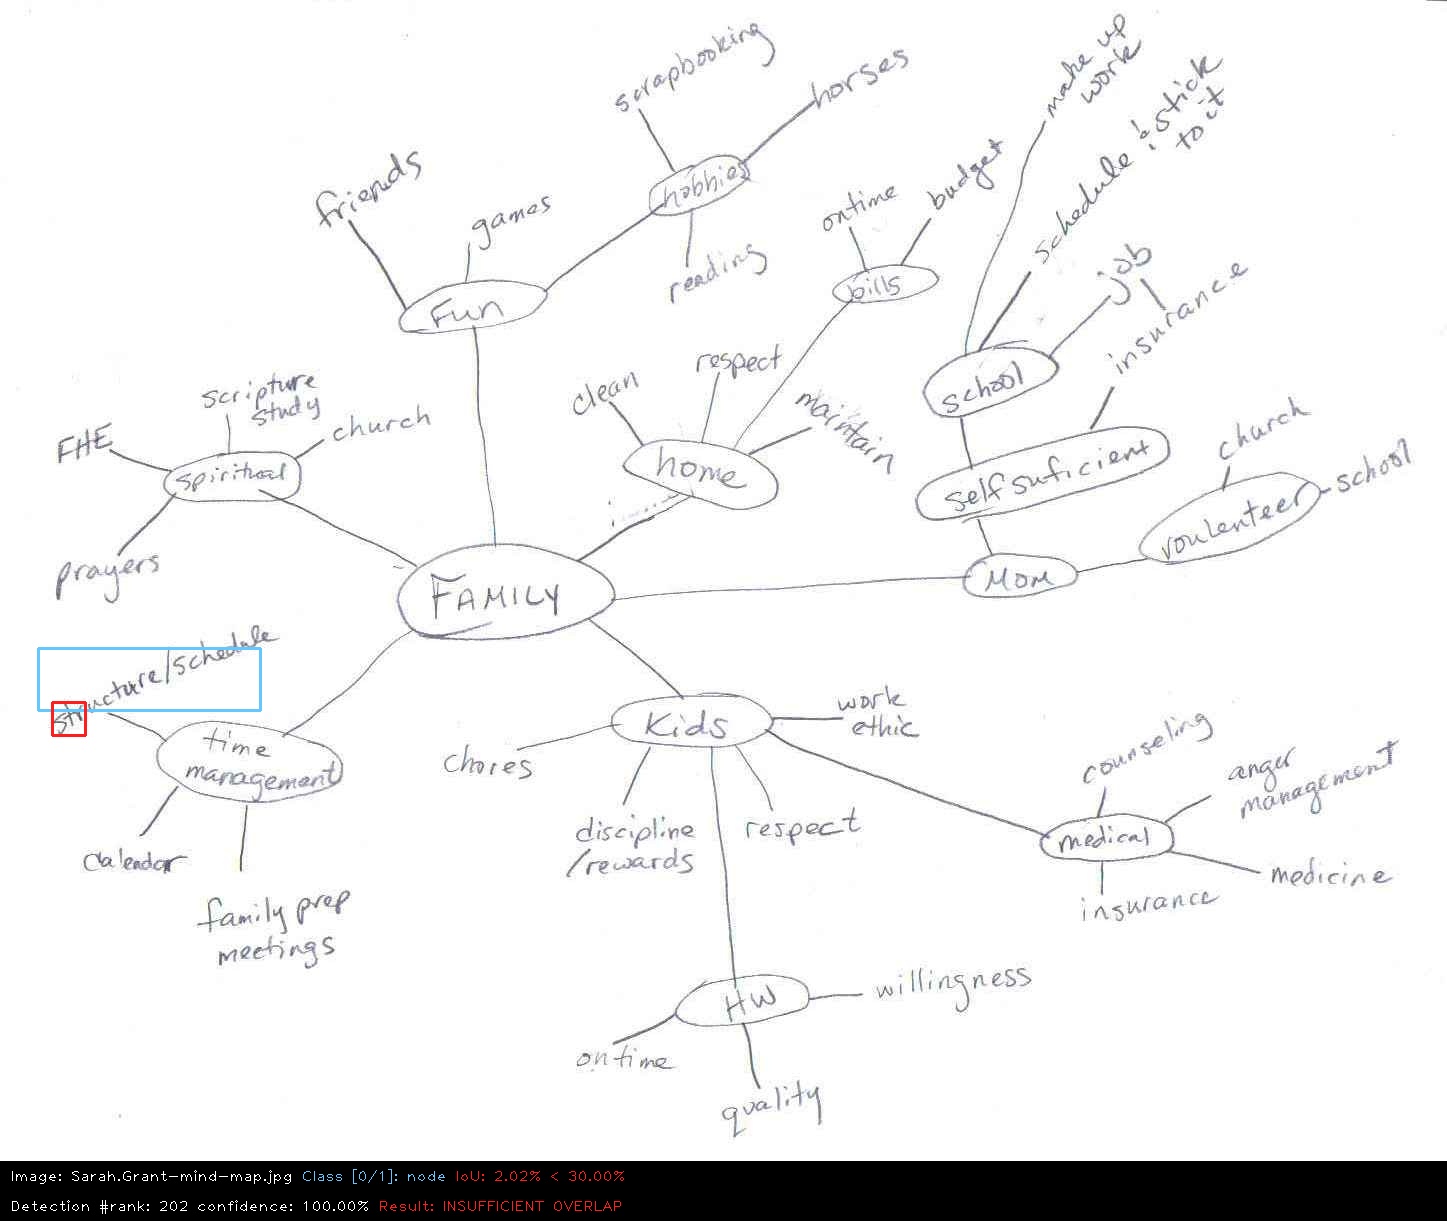 make up
work
scrapbooking
horses
schedule & stick
to it
friends
games
hobbies
ontime
budget
reading
job
bills
Fun
insurance
respect
school
clean
maintain
scripture
study
church
FHE
spiritual
home
self suficient
church
school
voulenteer
prayers
FAMILY
MOM
structure/schedule
time
management
Kids
work
ethic
chores
counseling
anger
management
discipline
/rewards
respect
medical
calendar
medicine
insurance
family prep
meetings
HW
willingness
on time
quality
Image: Sarah.Grant-mind-map.jpg Class [0/1]: node IoU: 2.02% < 30.00%
Detection #rank: 202 confidence: 100.00% Result: INSUFFICIENT OVERLAP